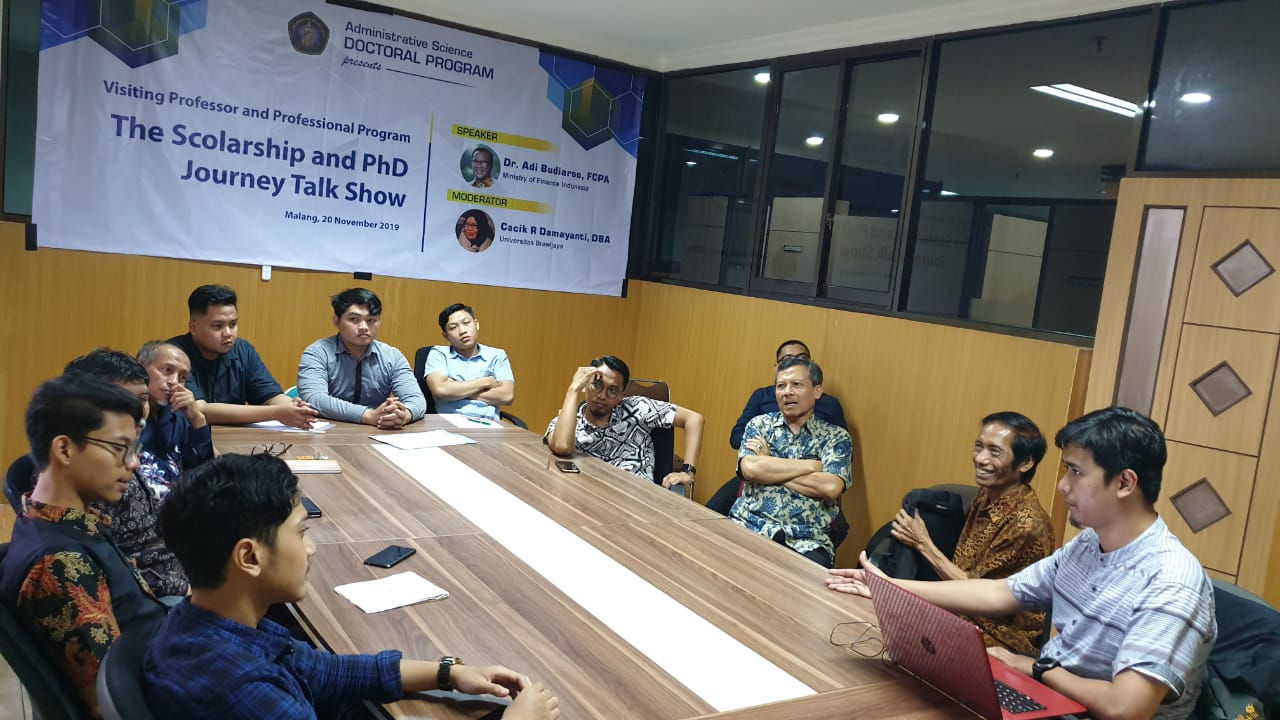 Administrative Science
DOCTORAL PROGRAM
presents
Visiting Professor and Professional Program
The Scolarship and PhD
Journey Talk Show
Malang, 20 November 2019
SPEAKER
Dr. Adi Budiarso, FCPA
Ministry of Finance Indonesia
MODERATOR
Cacik R Damayanti, DBA
Universitas Brawijaya